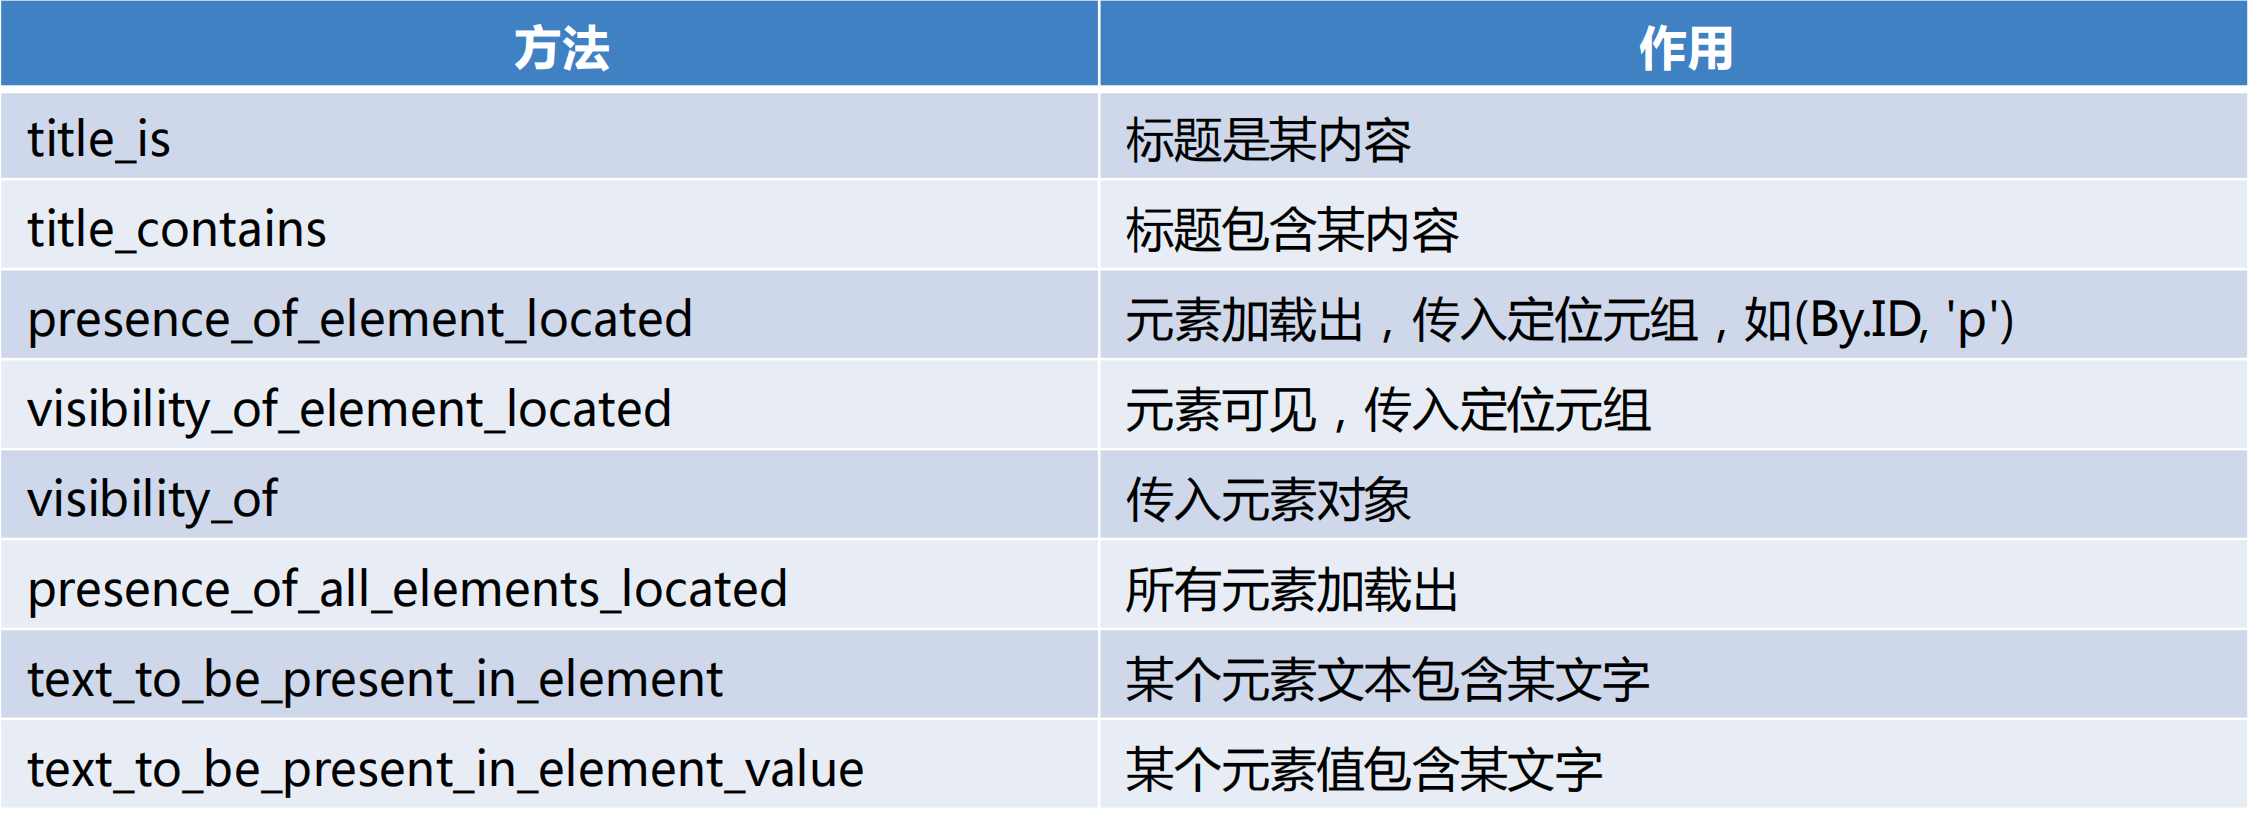 方法 作用
title_is 标题是某内容
title_contains 标题包含某内容
presence_of_element_located 元素加载出，传入定位元组，如(By.ID, 'p')
visibility_of_element_located 元素可见，传入定位元组
visibility_of 传入元素对象
presence_of_all_elements_located 所有元素加载出
text_to_be_present_in_element 某个元素文本包含某文字
text_to_be_present_in_element_value 某个元素值包含某文字